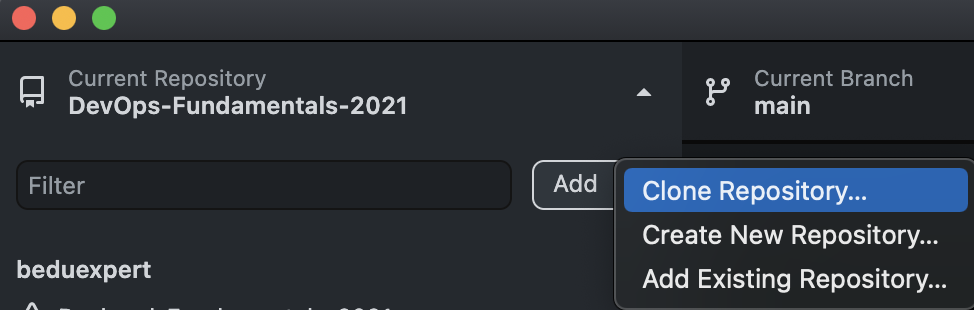 Current Repository
DevOps-Fundamentals-2021
Current Branch
main
Filter
Add
Clone Repository...
Create New Repository...
Add Existing Repository...
beduexpert